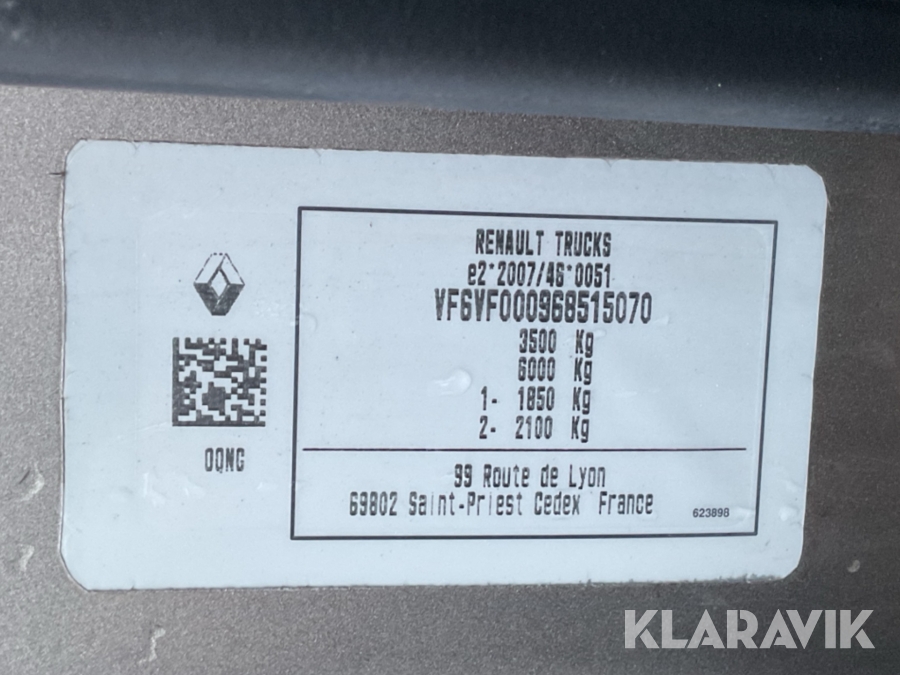 RENAULT TRUCKS
e2*2007/46*0051
VF6VF000968515070
3500 Kg
6000 Kg
1- 1850 Kg
2- 2100 Kg
OQNG
99 Route de Lyon
69802 Saint-Priest Cedex France
623898
KLARAVIK